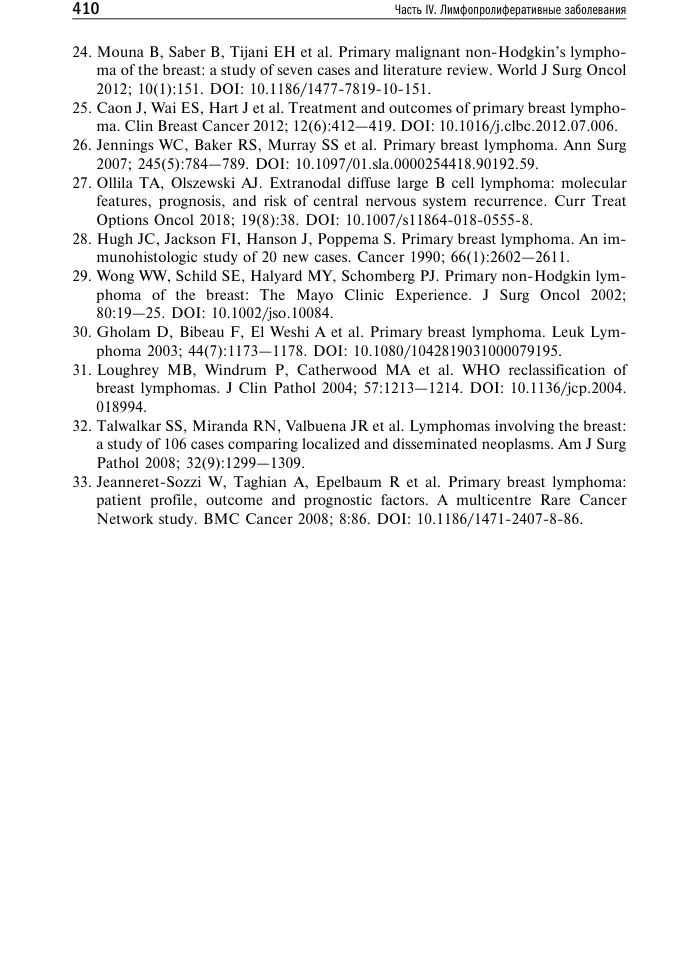 410
Часть IV. Лимфопролиферативные заболевания
24. Mouna B, Saber B, Tijani EH et al. Primary malignant non-Hodgkin’s lympho-
ma of the breast: a study of seven cases and literature review. World J Surg Oncol
2012; 10(1):151. DOI: 10.1186/1477-7819-10-151.
25. Caon J, Wai ES, Hart J et al. Treatment and outcomes of primary breast lympho-
ma. Clin Breast Cancer 2012; 12(6):412—419. DOI: 10.1016/j.clbc.2012.07.006.
26. Jennings WC, Baker RS, Murray SS et al. Primary breast lymphoma. Ann Surg
2007; 245(5):784—789. DOI: 10.1097/01.sla.0000254418.90192.59.
27. Ollila TA, Olszewski AJ. Extranodal diffuse large B cell lymphoma: molecular
features, prognosis, and risk of central nervous system recurrence. Curr Treat
Options Oncol 2018; 19(8):38. DOI: 10.1007/s11864-018-0555-8.
28. Hugh JC, Jackson FI, Hanson J, Poppema S. Primary breast lymphoma. An im-
munohistologic study of 20 new cases. Cancer 1990; 66(1):2602—2611.
29. Wong WW, Schild SE, Halyard MY, Schomberg PJ. Primary non-Hodgkin lym-
phoma of the breast: The Mayo Clinic Experience. J Surg Oncol 2002;
80:19—25. DOI: 10.1002/jso.10084.
30. Gholam D, Bibeau F, El Weshi A et al. Primary breast lymphoma. Leuk Lym-
phoma 2003; 44(7):1173—1178. DOI: 10.1080/1042819031000079195.
31. Loughrey MB, Windrum P, Catherwood MA et al. WHO reclassification of
breast lymphomas. J Clin Pathol 2004; 57:1213—1214. DOI: 10.1136/jcp.2004.
018994.
32. Talwalkar SS, Miranda RN, Valbuena JR et al. Lymphomas involving the breast:
a study of 106 cases comparing localized and disseminated neoplasms. Am J Surg
Pathol 2008; 32(9):1299—1309.
33. Jeanneret-Sozzi W, Taghian A, Epelbaum R et al. Primary breast lymphoma:
patient profile, outcome and prognostic factors. A multicentre Rare Cancer
Network study. BMC Cancer 2008; 8:86. DOI: 10.1186/1471-2407-8-86.